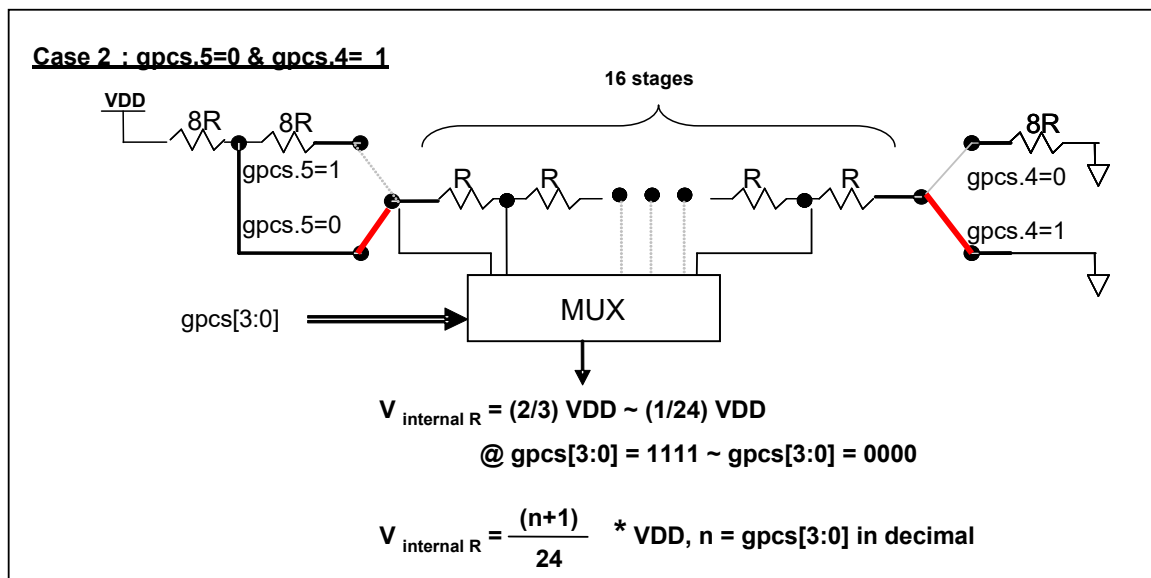 Case 2 : gpcs.5=0 & gpcs.4= 1
16 stages
VDD
8R
8R
8R
gpcs.5=1
R
R
R
R
gpcs.4=0
gpcs.5=0
gpcs.4=1
gpcs[3:0]
MUX
V internal R = (2/3) VDD ~ (1/24) VDD
@ gpcs[3:0] = 1111 ~ gpcs[3:0] = 0000
V internal R = (n+1) / 24 * VDD, n = gpcs[3:0] in decimal